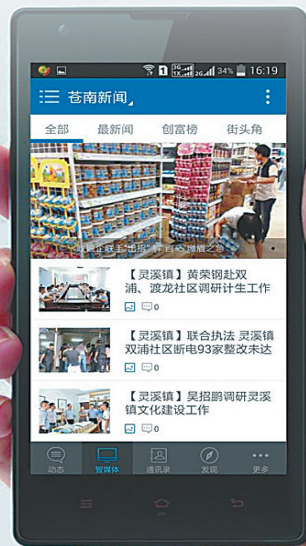 3G 1X 2G 34% 16:19
苍南新闻
全部 最新闻 创富榜 街头角
【灵溪镇】黄荣钢赴双
浦、渡龙社区调研计生工作
0
【灵溪镇】联合执法 灵溪镇
双浦社区断电93家整改未达
0
【灵溪镇】吴招鹏调研灵溪
镇文化建设工作
0
动态 智媒体 通讯录 发现 更多